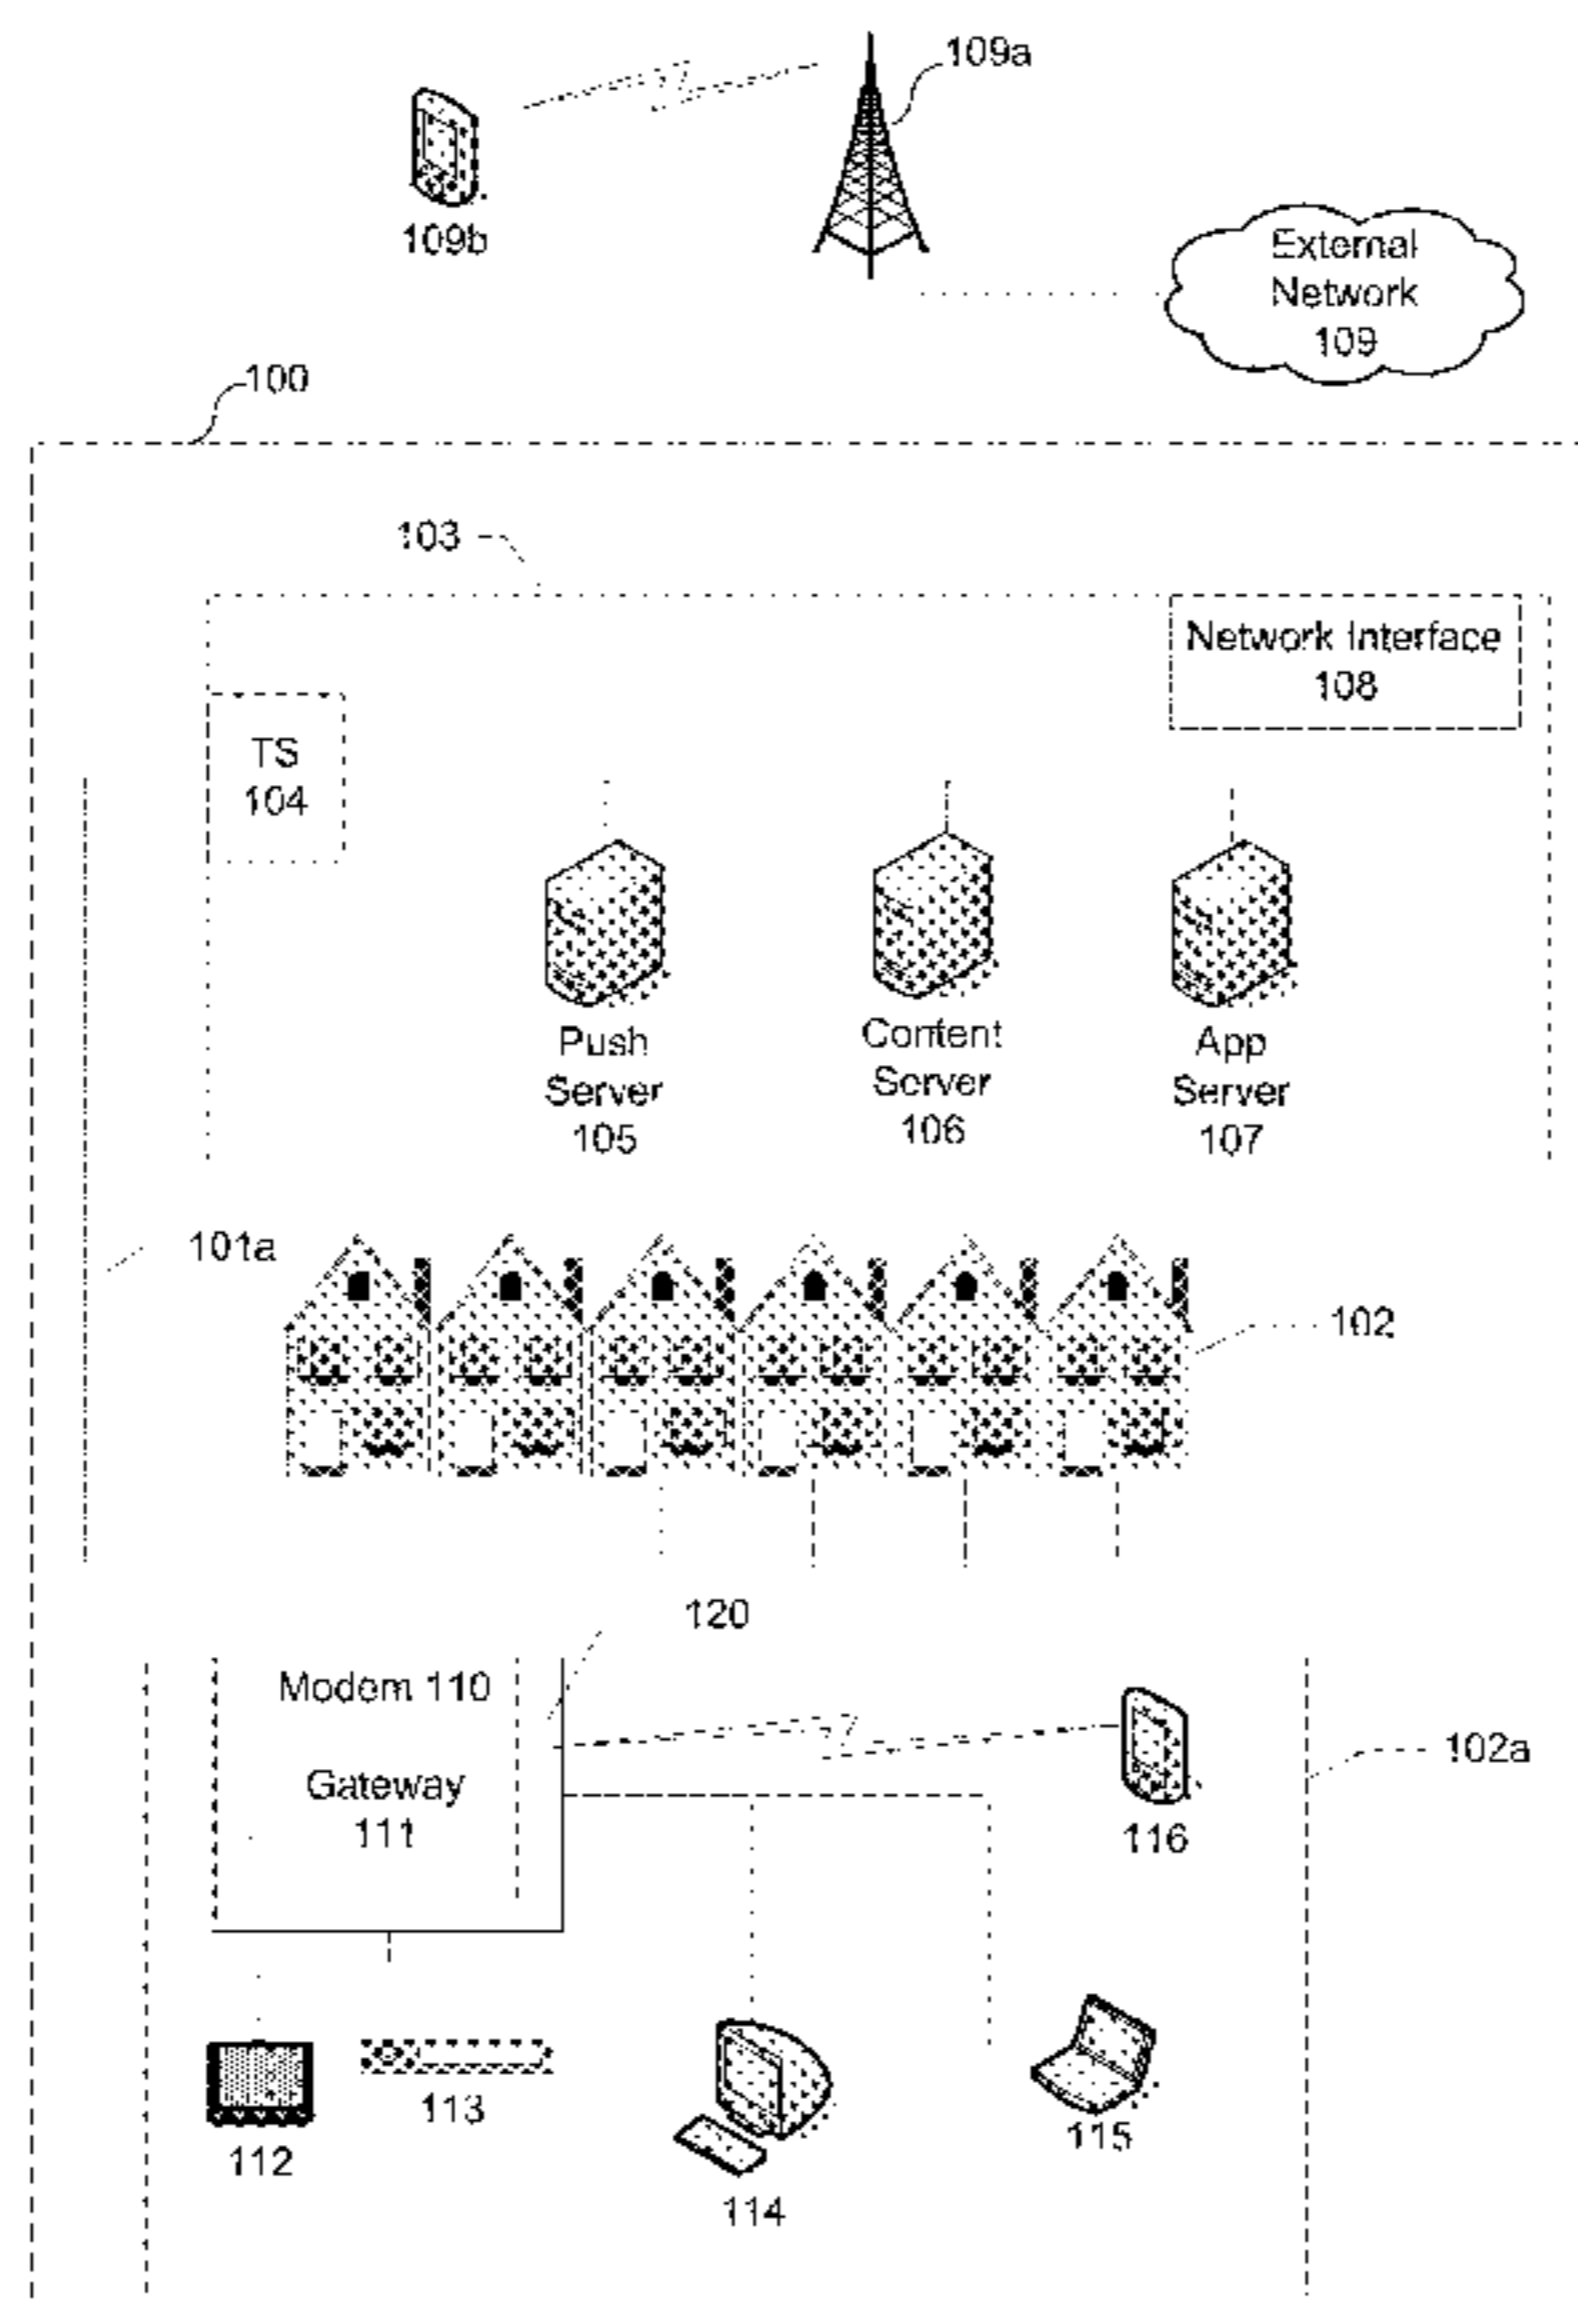 109a
109b
External
Network
109
100
103
Network Interface
108
TS
104
Push
Server
105
Content
Server
106
App
Server
107
101a
102
120
Modem 110
Gateway
111
102a
116
112
113
114
115